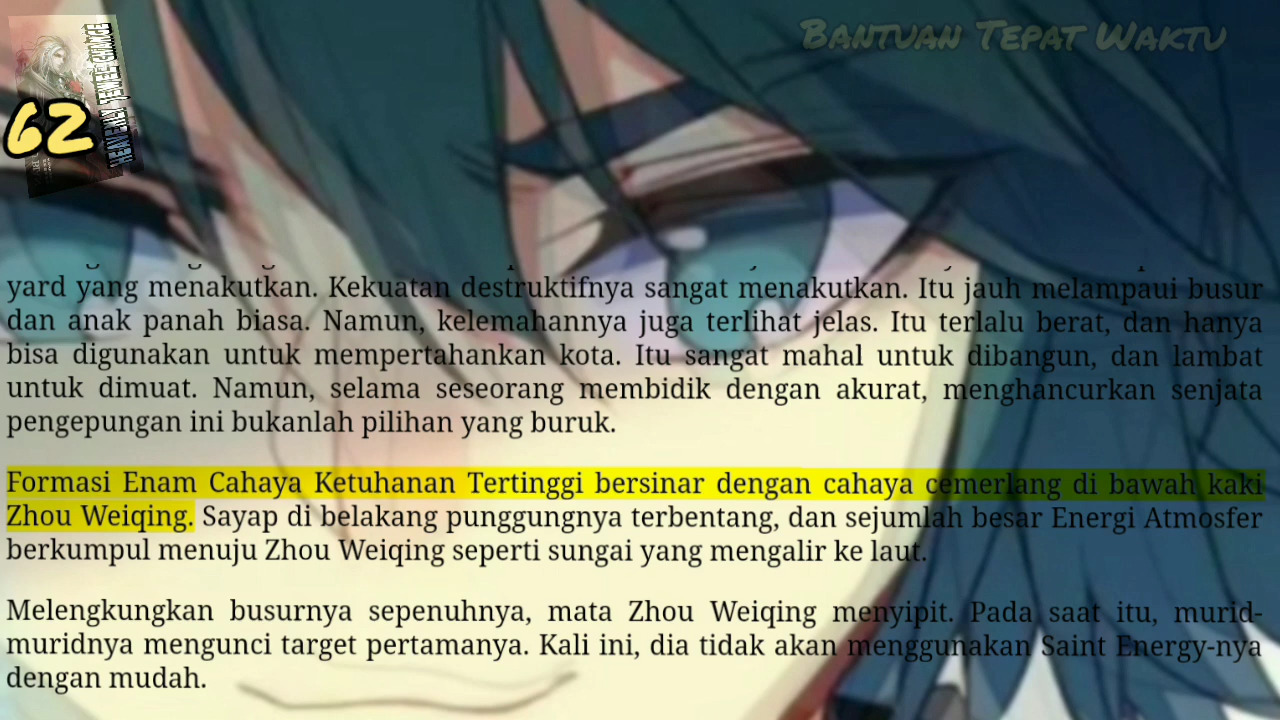 Bantuan Tepat Waktu
HEAVENLY JEWEL CHANGE
62
yard yang menakutkan. Kekuatan destruktifnya sangat menakutkan. Itu jauh melampaui busur
dan anak panah biasa. Namun, kelemahannya juga terlihat jelas. Itu terlalu berat, dan hanya
bisa digunakan untuk mempertahankan kota. Itu sangat mahal untuk dibangun, dan lambat
untuk dimuat. Namun, selama seseorang membidik dengan akurat, menghancurkan senjata
pengepungan ini bukanlah pilihan yang buruk.
Formasi Enam Cahaya Ketuhanan Tertinggi bersinar dengan cahaya cemerlang di bawah kaki
Zhou Weiqing. Sayap di belakang punggungnya terbentang, dan sejumlah besar Energi Atmosfer
berkumpul menuju Zhou Weiqing seperti sungai yang mengalir ke laut.
Melengkungkan busurnya sepenuhnya, mata Zhou Weiqing menyipit. Pada saat itu, murid-
muridnya mengunci target pertamanya. Kali ini, dia tidak akan menggunakan Saint Energy-nya
dengan mudah.